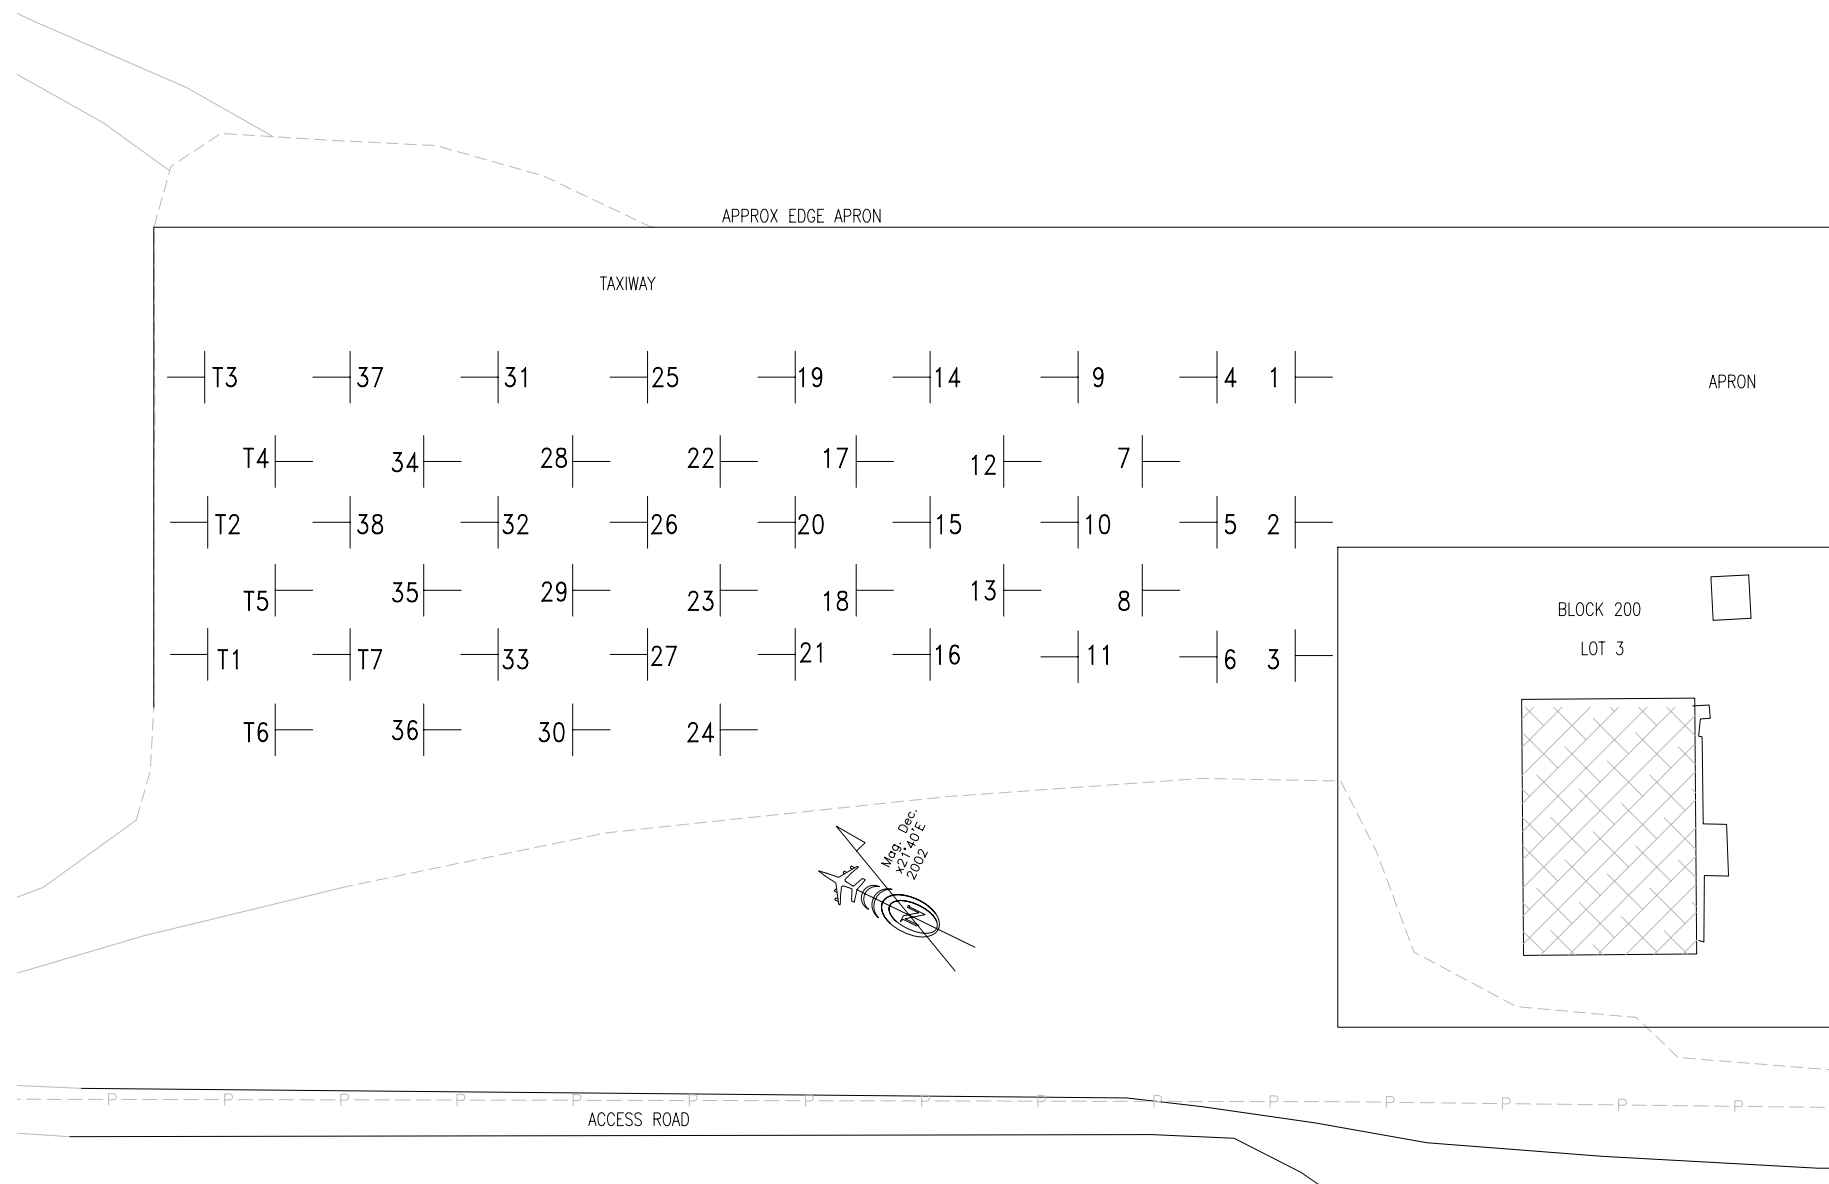 APPROX EDGE APRON
TAXIWAY
T3 37 31 25 19 14 9 4 1
APRON
T4 34 28 22 17 12 7
T2 38 32 26 20 15 10 5 2
T5 35 29 23 18 13 8
BLOCK 200
LOT 3
T1 T7 33 27 21 16 11 6 3
T6 36 30 24
Mag. Dec.
x21°40'E
2002
N
P P P P P P P P P P P P P P P
ACCESS ROAD